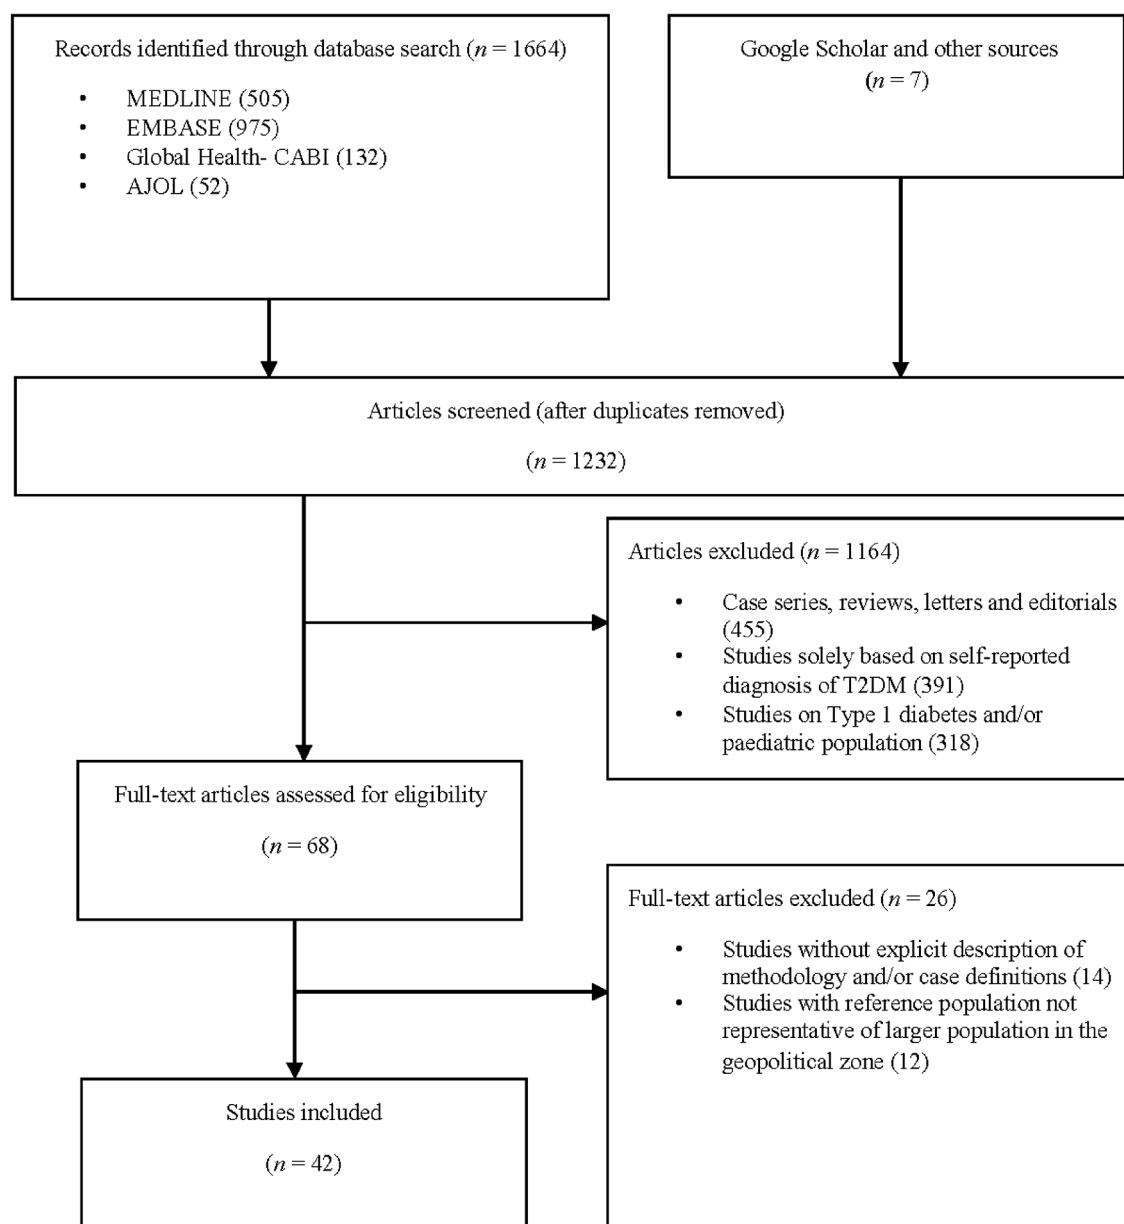 Records identified through database search (n = 1664)
• MEDLINE (505)
• EMBASE (975)
• Global Health- CABI (132)
• AJOL (52)
Google Scholar and other sources
(n = 7)
Articles screened (after duplicates removed)
(n = 1232)
Articles excluded (n = 1164)
• Case series, reviews, letters and editorials
(455)
• Studies solely based on self-reported
diagnosis of T2DM (391)
• Studies on Type 1 diabetes and/or
paediatric population (318)
Full-text articles assessed for eligibility
(n = 68)
Full-text articles excluded (n = 26)
• Studies without explicit description of
methodology and/or case definitions (14)
• Studies with reference population not
representative of larger population in the
geopolitical zone (12)
Studies included
(n = 42)